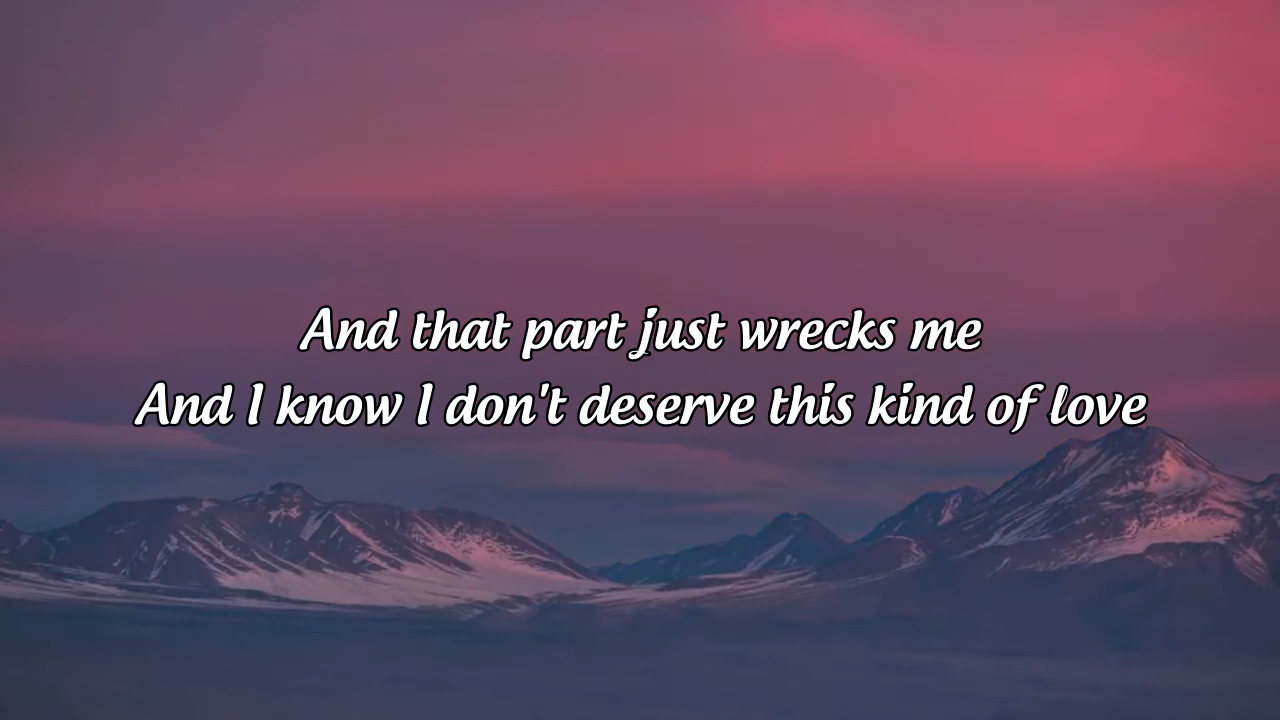 And that part just wrecks me
And I know I don't deserve this kind of love